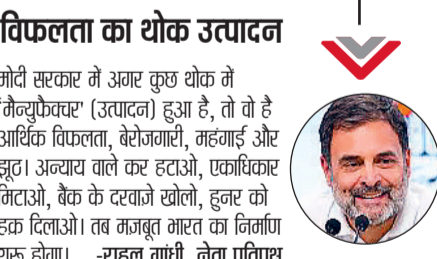 विफलता का थोक उत्पादन
मोदी सरकार में अगर कुछ थोक में
'मैन्युफैक्चर' (उत्पादन) हुआ है, तो वो है
आर्थिक विफलता, बेरोजगारी, महंगाई और
झूठ। अन्याय वाले कर हटाओ, एकाधिकार
मिटाओ, बैंक के दरवाजे खोलो, हुनर को
हक दिलाओ। तब मज़बूत भारत का निर्माण
शुरू होगा। -राहुल गांधी, नेता प्रतिपक्ष